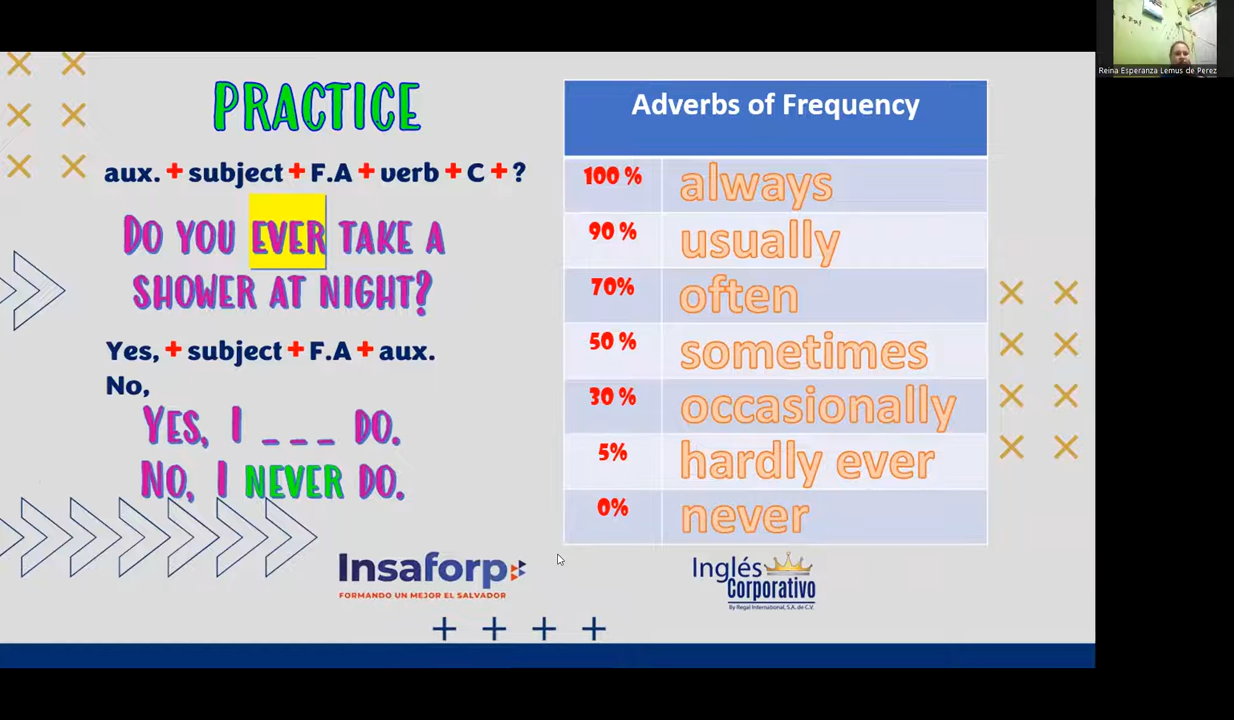 Reina Esperanza Lemus de Perez
PRACTICE
aux. + subject + F.A + verb + C + ?
DO YOU EVER TAKE A
SHOWER AT NIGHT?
Yes, + subject + F.A + aux.
No,
YES, I _ _ _ DO.
NO, I NEVER DO.
Adverbs of Frequency
100 % always
90 % usually
70% often
50 % sometimes
30 % occasionally
5% hardly ever
0% never
Insaforp
FORMANDO UN MEJOR EL SALVADOR
Inglés
Corporativo
By Regal International, S.A. de C.V.